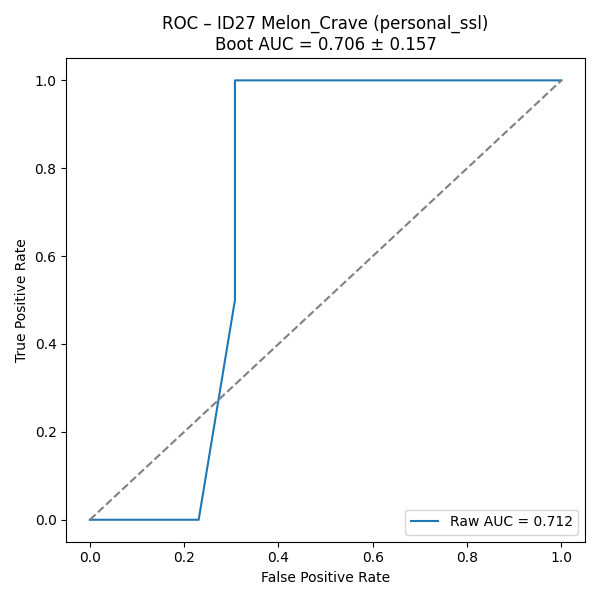 ROC – ID27 Melon_Crave (personal_ssl)
Boot AUC = 0.706 ± 0.157
1.0
0.8
0.6
0.4
0.2
0.0
True Positive Rate
Raw AUC = 0.712
0.0 0.2 0.4 0.6 0.8 1.0
False Positive Rate